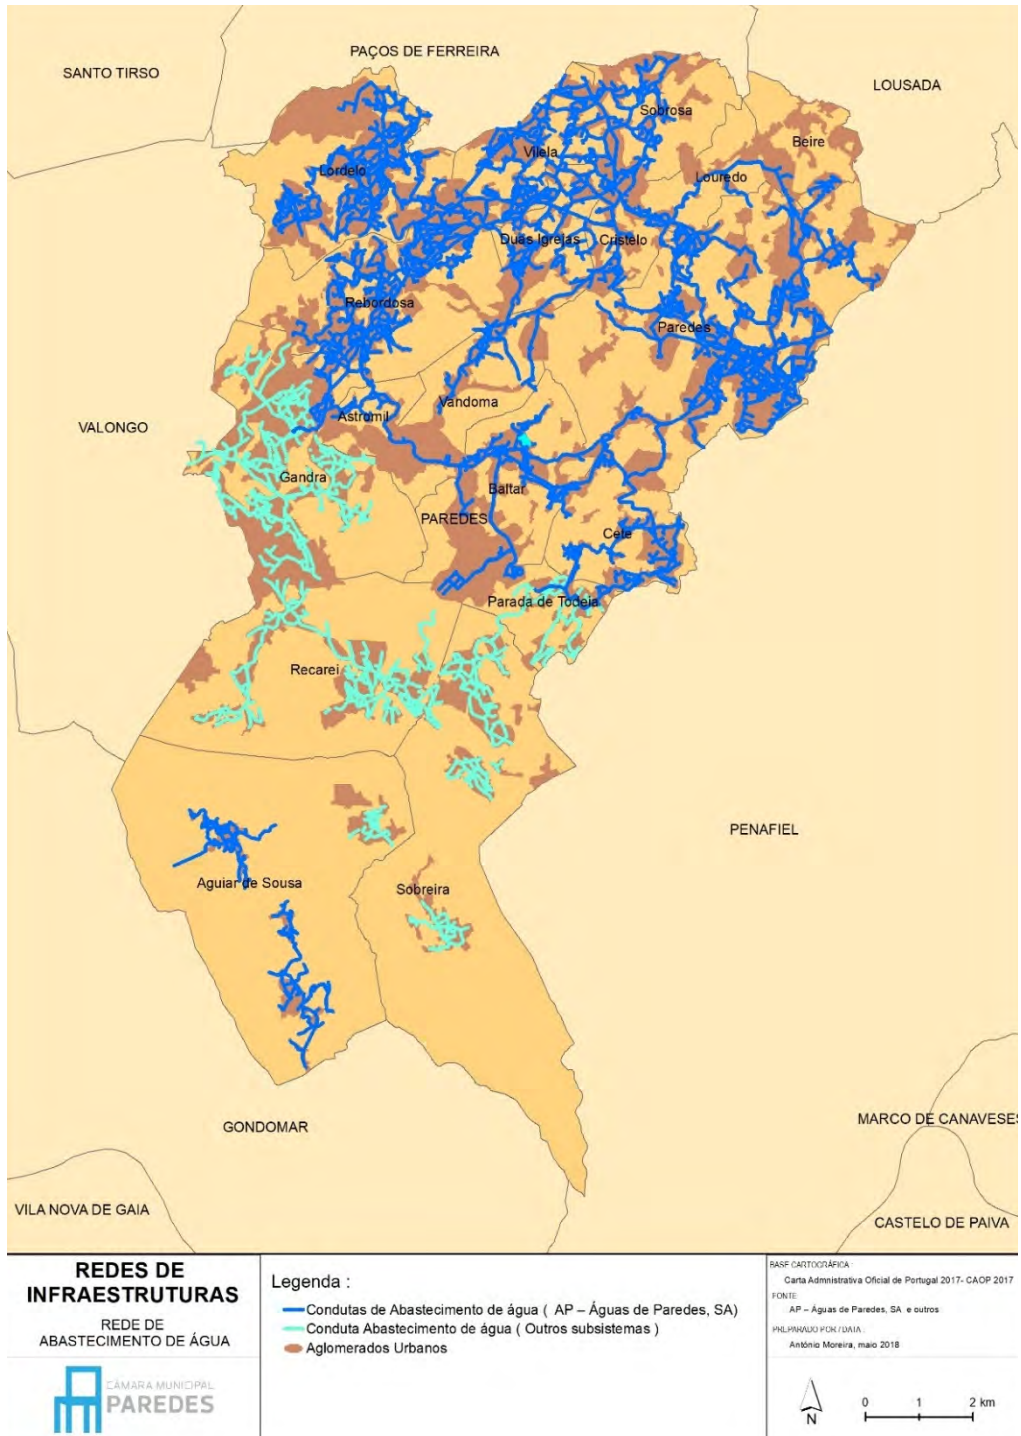 PAÇOS DE FERREIRA
SANTO TIRSO
LOUSADA
Sobrosa
Beire
Vilela
Lordelo
Louredo
Duas Igrejas
Cristelo
Rebordosa
Paredes
Vandoma
Astromil
VALONGO
Gandra
Baltar
PAREDES
Cete
Parada de Todeia
Recarei
PENAFIEL
Aguiar de Sousa
Sobreira
GONDOMAR
MARCO DE CANAVESES
VILA NOVA DE GAIA
CASTELO DE PAIVA
REDES DE
INFRAESTRUTURAS
REDE DE
ABASTECIMENTO DE ÁGUA
CÂMARA MUNICIPAL
PAREDES
Legenda :
Condutas de Abastecimento de água ( AP – Águas de Paredes, SA)
Conduta Abastecimento de água ( Outros subsistemas )
Aglomerados Urbanos
BASE CARTOGRÁFICA :
Carta Admnistrativa Oficial de Portugal 2017- CAOP 2017
FONTE:
AP – Águas de Paredes, SA e outros
PREPARADO POR / DATA :
António Moreira, maio 2018
N
0 1 2 km